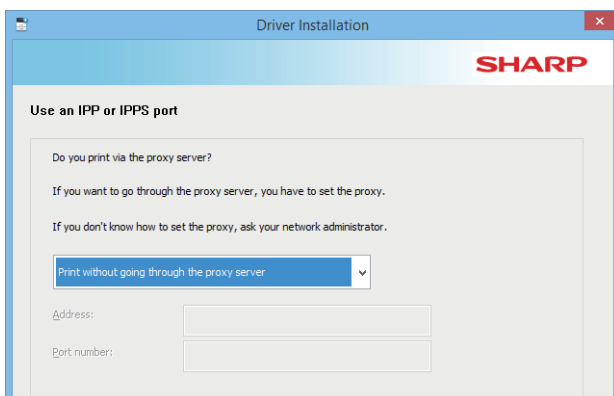 Driver Installation
SHARP
Use an IPP or IPPS port
Do you print via the proxy server?
If you want to go through the proxy server, you have to set the proxy.
If you don't know how to set the proxy, ask your network administrator.
Print without going through the proxy server
Address:
Port number: